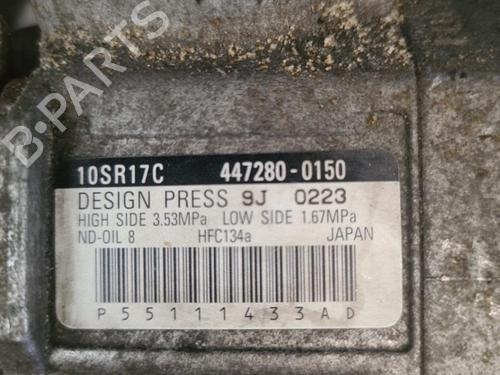 B-PARTS
10SR17C 447280-0150
DESIGN PRESS 9J 0223
HIGH SIDE 3.53MPa LOW SIDE 1.67MPa
ND-OIL 8 HFC134a JAPAN
P55111433AD